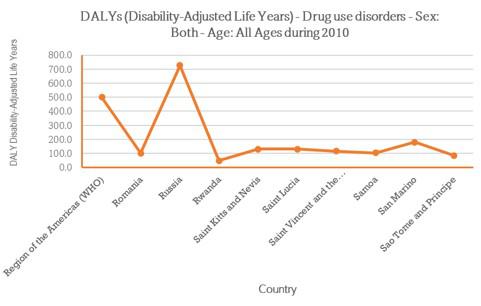 DALYs (Disability-Adjusted Life Years) - Drug use disorders - Sex:
Both - Age: All Ages during 2010
DALY Disability-Adjusted Life Years
800.0
700.0
600.0
500.0
400.0
300.0
200.0
100.0
0.0
Region of the Americas (WHO)
Romania
Russia
Rwanda
Saint Kitts and Nevis
Saint Lucia
Saint Vincent and the...
Samoa
San Marino
Sao Tome and Principe
Country